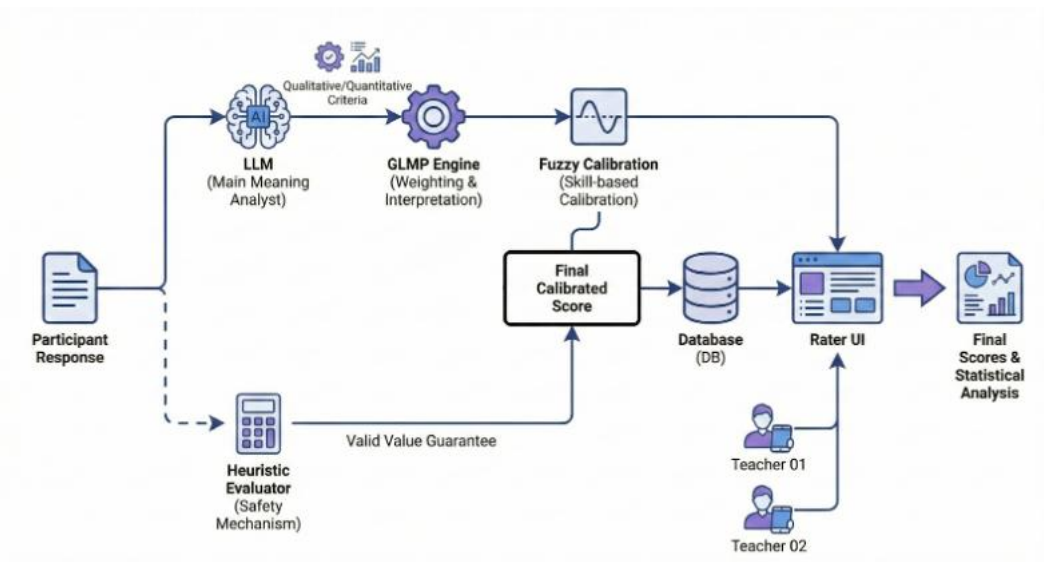 Qualitative/Quantitative
Criteria
AI
LLM
(Main Meaning
Analyst)
GLMP Engine
(Weighting &
Interpretation)
Fuzzy Calibration
(Skill-based
Calibration)
Participant
Response
Final
Calibrated
Score
Database
(DB)
Rater UI
Final
Scores &
Statistical
Analysis
Heuristic
Evaluator
(Safety
Mechanism)
Valid Value Guarantee
Teacher 01
Teacher 02